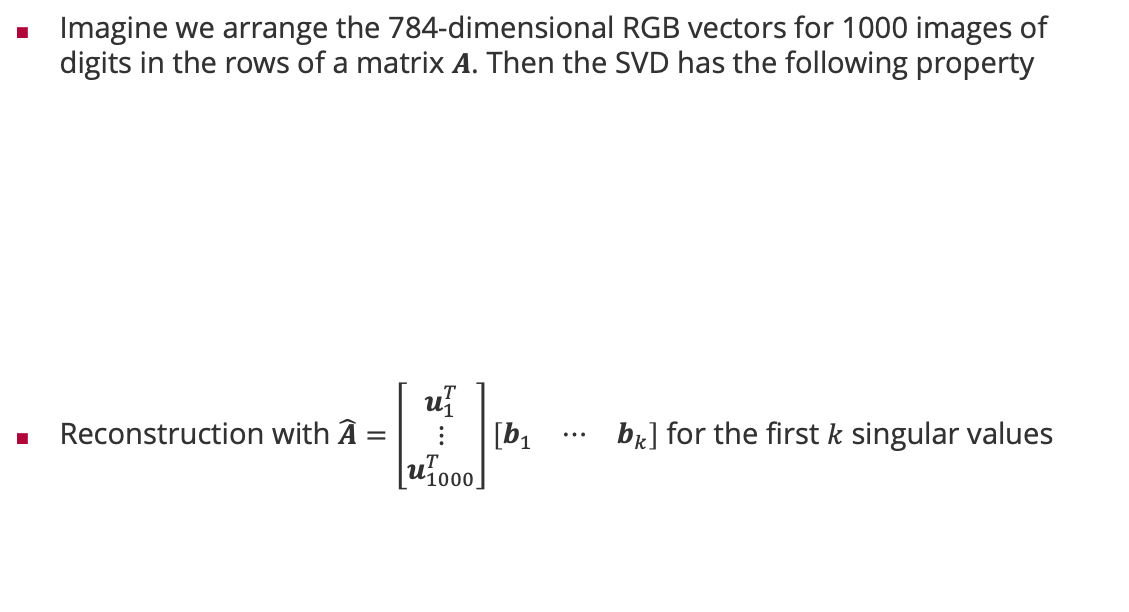 ▪ Imagine we arrange the 784-dimensional RGB vectors for 1000 images of
digits in the rows of a matrix A. Then the SVD has the following property
▪ Reconstruction with Â = [u₁ᵀ ⋮ u₁₀₀₀ᵀ] [b₁ ⋯ bₖ] for the first k singular values